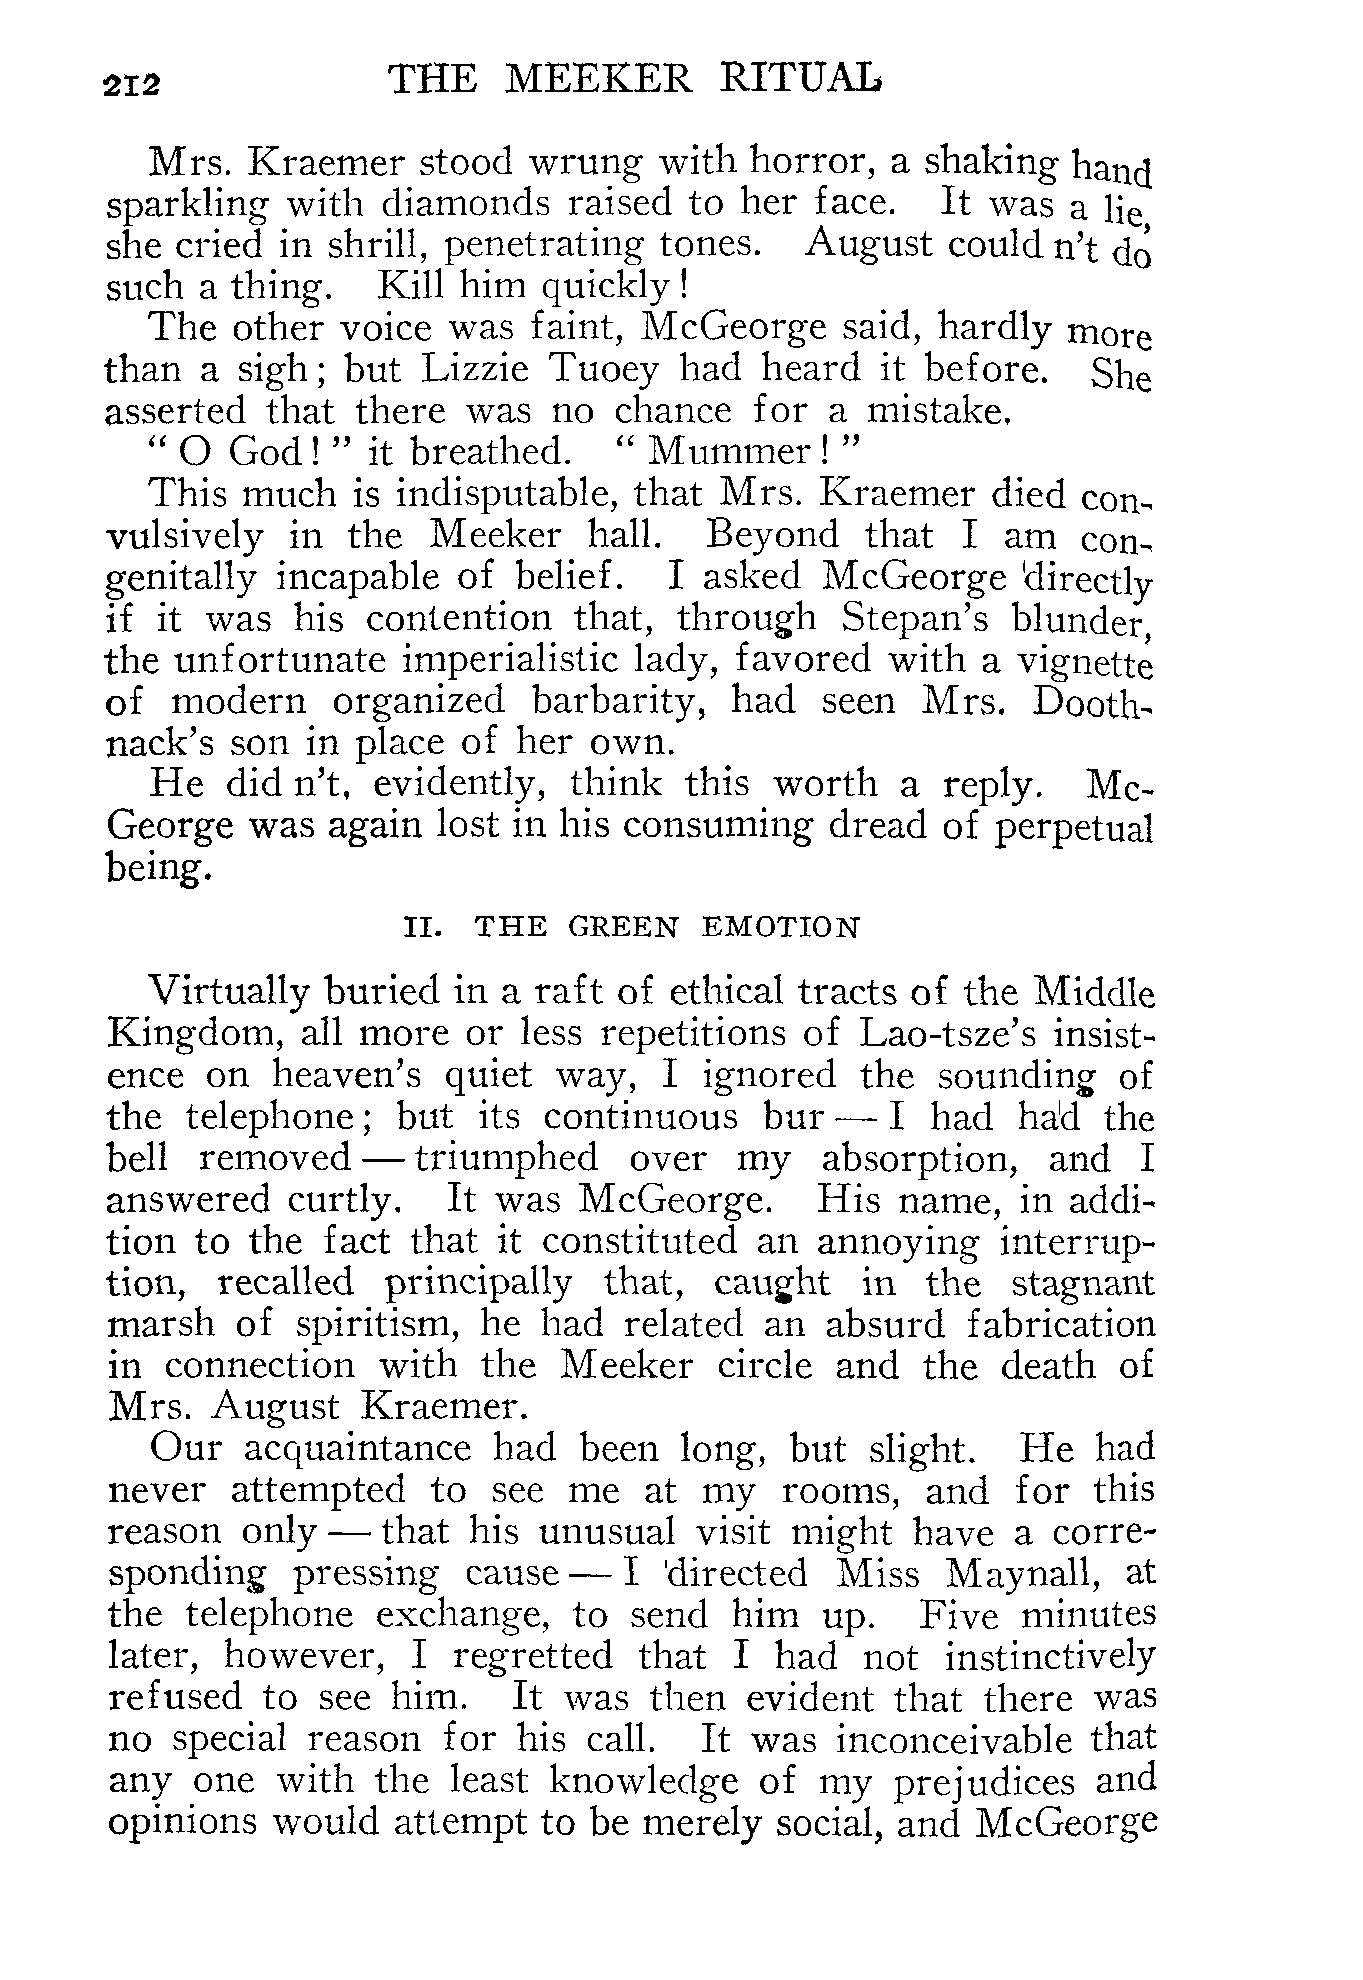 212 THE MEEKER RITUAL
Mrs. Kraemer stood wrung with horror, a shaking hand
sparkling with diamonds raised to her face. It was a lie,
she cried in shrill, penetrating tones. August could n't do
such a thing. Kill him quickly!
The other voice was faint, McGeorge said, hardly more
than a sigh; but Lizzie Tuoey had heard it before. She
asserted that there was no chance for a mistake.
" O God! " it breathed. " Mummer! "
This much is indisputable, that Mrs. Kraemer died con-
vulsively in the Meeker hall. Beyond that I am con-
genitally incapable of belief. I asked McGeorge directly
if it was his contention that, through Stepan's blunder,
the unfortunate imperialistic lady, favored with a vignette
of modern organized barbarity, had seen Mrs. Dooth-
nack's son in place of her own.
He did n't, evidently, think this worth a reply. Mc-
George was again lost in his consuming dread of perpetual
being.
II. THE GREEN EMOTION
Virtually buried in a raft of ethical tracts of the Middle
Kingdom, all more or less repetitions of Lao-tsze's insist-
ence on heaven's quiet way, I ignored the sounding of
the telephone; but its continuous bur — I had had the
bell removed — triumphed over my absorption, and I
answered curtly. It was McGeorge. His name, in addi-
tion to the fact that it constituted an annoying interrup-
tion, recalled principally that, caught in the stagnant
marsh of spiritism, he had related an absurd fabrication
in connection with the Meeker circle and the death of
Mrs. August Kraemer.
Our acquaintance had been long, but slight. He had
never attempted to see me at my rooms, and for this
reason only — that his unusual visit might have a corre-
sponding pressing cause — I directed Miss Maynall, at
the telephone exchange, to send him up. Five minutes
later, however, I regretted that I had not instinctively
refused to see him. It was then evident that there was
no special reason for his call. It was inconceivable that
any one with the least knowledge of my prejudices and
opinions would attempt to be merely social, and McGeorge